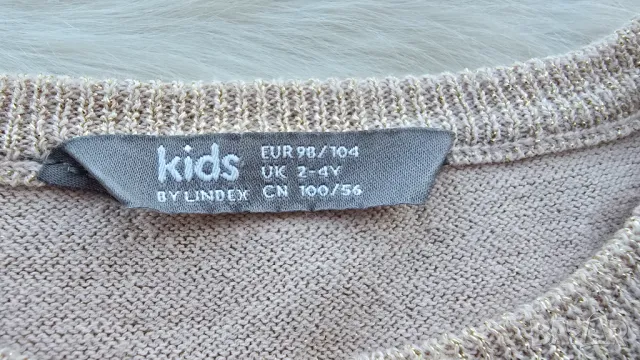 kids
BY LINDEX
EUR 98/104
UK 2-4Y
CN 100/56